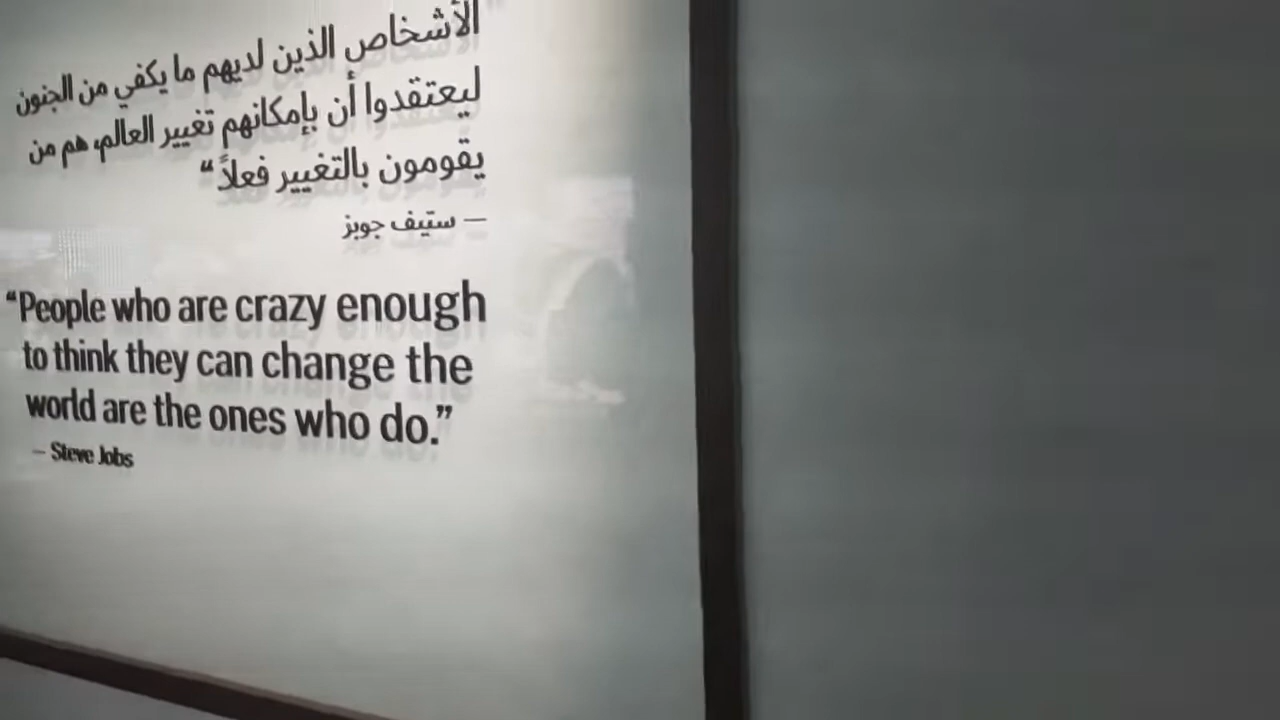 الأشخاص الذين لديهم ما يكفي من الجنون
ليعتقدوا أن بإمكانهم تغيير العالم، هم من
يقومون بالتغيير فعلاً“
— ستيف جوبز
“People who are crazy enough
to think they can change the
world are the ones who do.”
– Steve Jobs